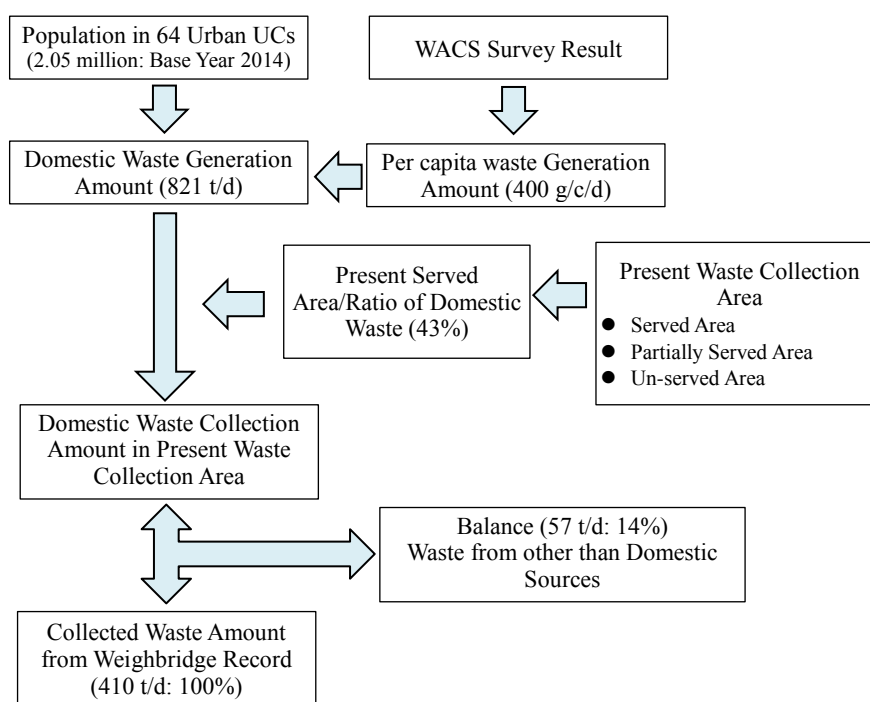 Population in 64 Urban UCs
(2.05 million: Base Year 2014)
WACS Survey Result
Domestic Waste Generation
Amount (821 t/d)
Per capita waste Generation
Amount (400 g/c/d)
Present Served
Area/Ratio of Domestic
Waste (43%)
Present Waste Collection
Area
● Served Area
● Partially Served Area
● Un-served Area
Domestic Waste Collection
Amount in Present Waste
Collection Area
Balance (57 t/d: 14%)
Waste from other than Domestic
Sources
Collected Waste Amount
from Weighbridge Record
(410 t/d: 100%)